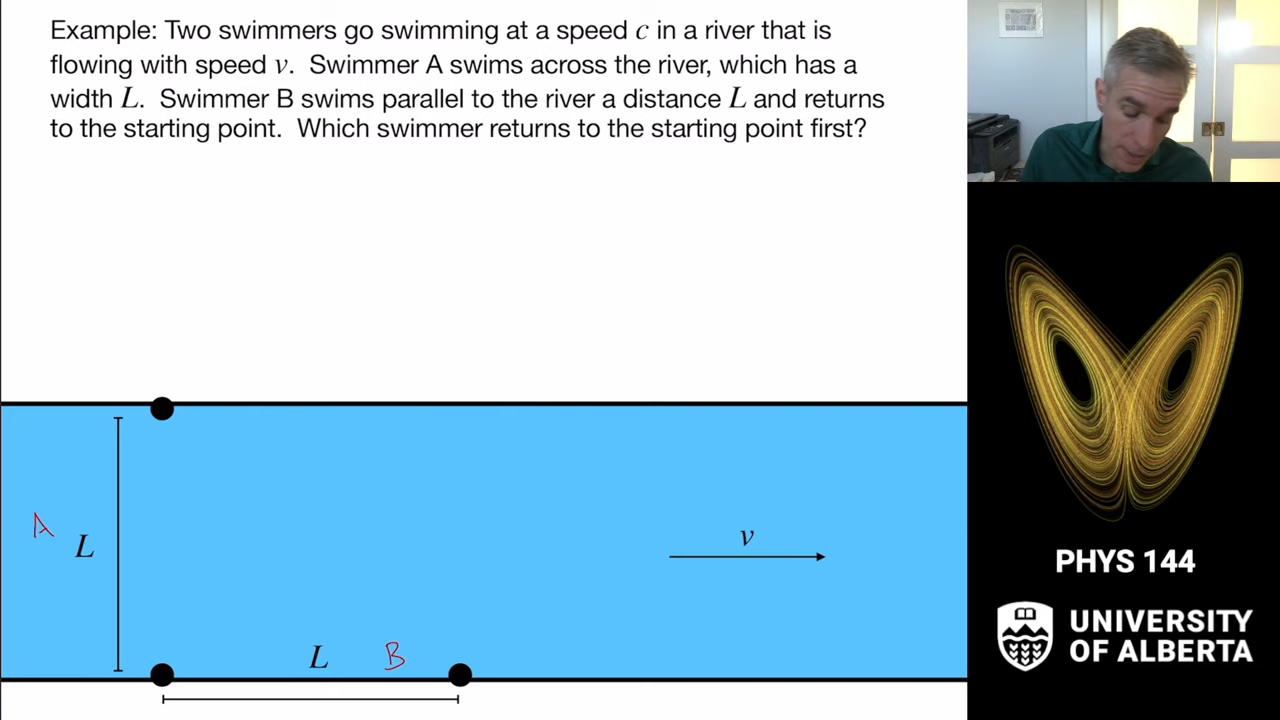 Example: Two swimmers go swimming at a speed c in a river that is
flowing with speed v. Swimmer A swims across the river, which has a
width L. Swimmer B swims parallel to the river a distance L and returns
to the starting point. Which swimmer returns to the starting point first?
A
L
v
L
B
PHYS 144
UNIVERSITY
OF ALBERTA